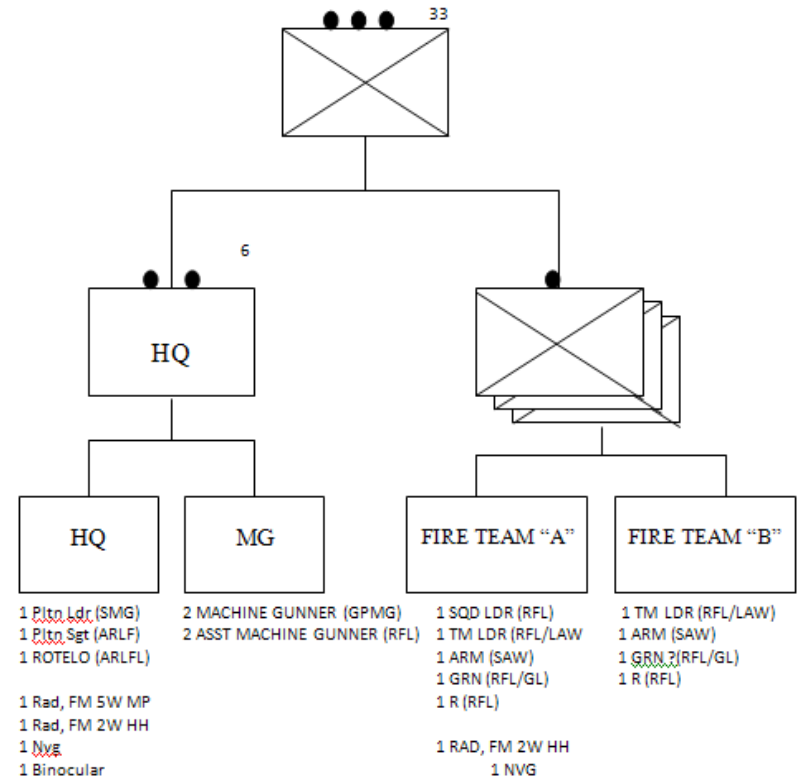 33
6
HQ
HQ
MG
FIRE TEAM “A”
FIRE TEAM “B”
1 Pltn Ldr (SMG)
1 Pltn Sgt (ARLF)
1 ROTELO (ARLFL)
1 Rad, FM 5W MP
1 Rad, FM 2W HH
1 Nvg
1 Binocular
2 MACHINE GUNNER (GPMG)
2 ASST MACHINE GUNNER (RFL)
1 SQD LDR (RFL)
1 TM LDR (RFL/LAW
1 ARM (SAW)
1 GRN (RFL/GL)
1 R (RFL)
1 RAD, FM 2W HH
1 NVG
1 TM LDR (RFL/LAW)
1 ARM (SAW)
1 GRN ?(RFL/GL)
1 R (RFL)